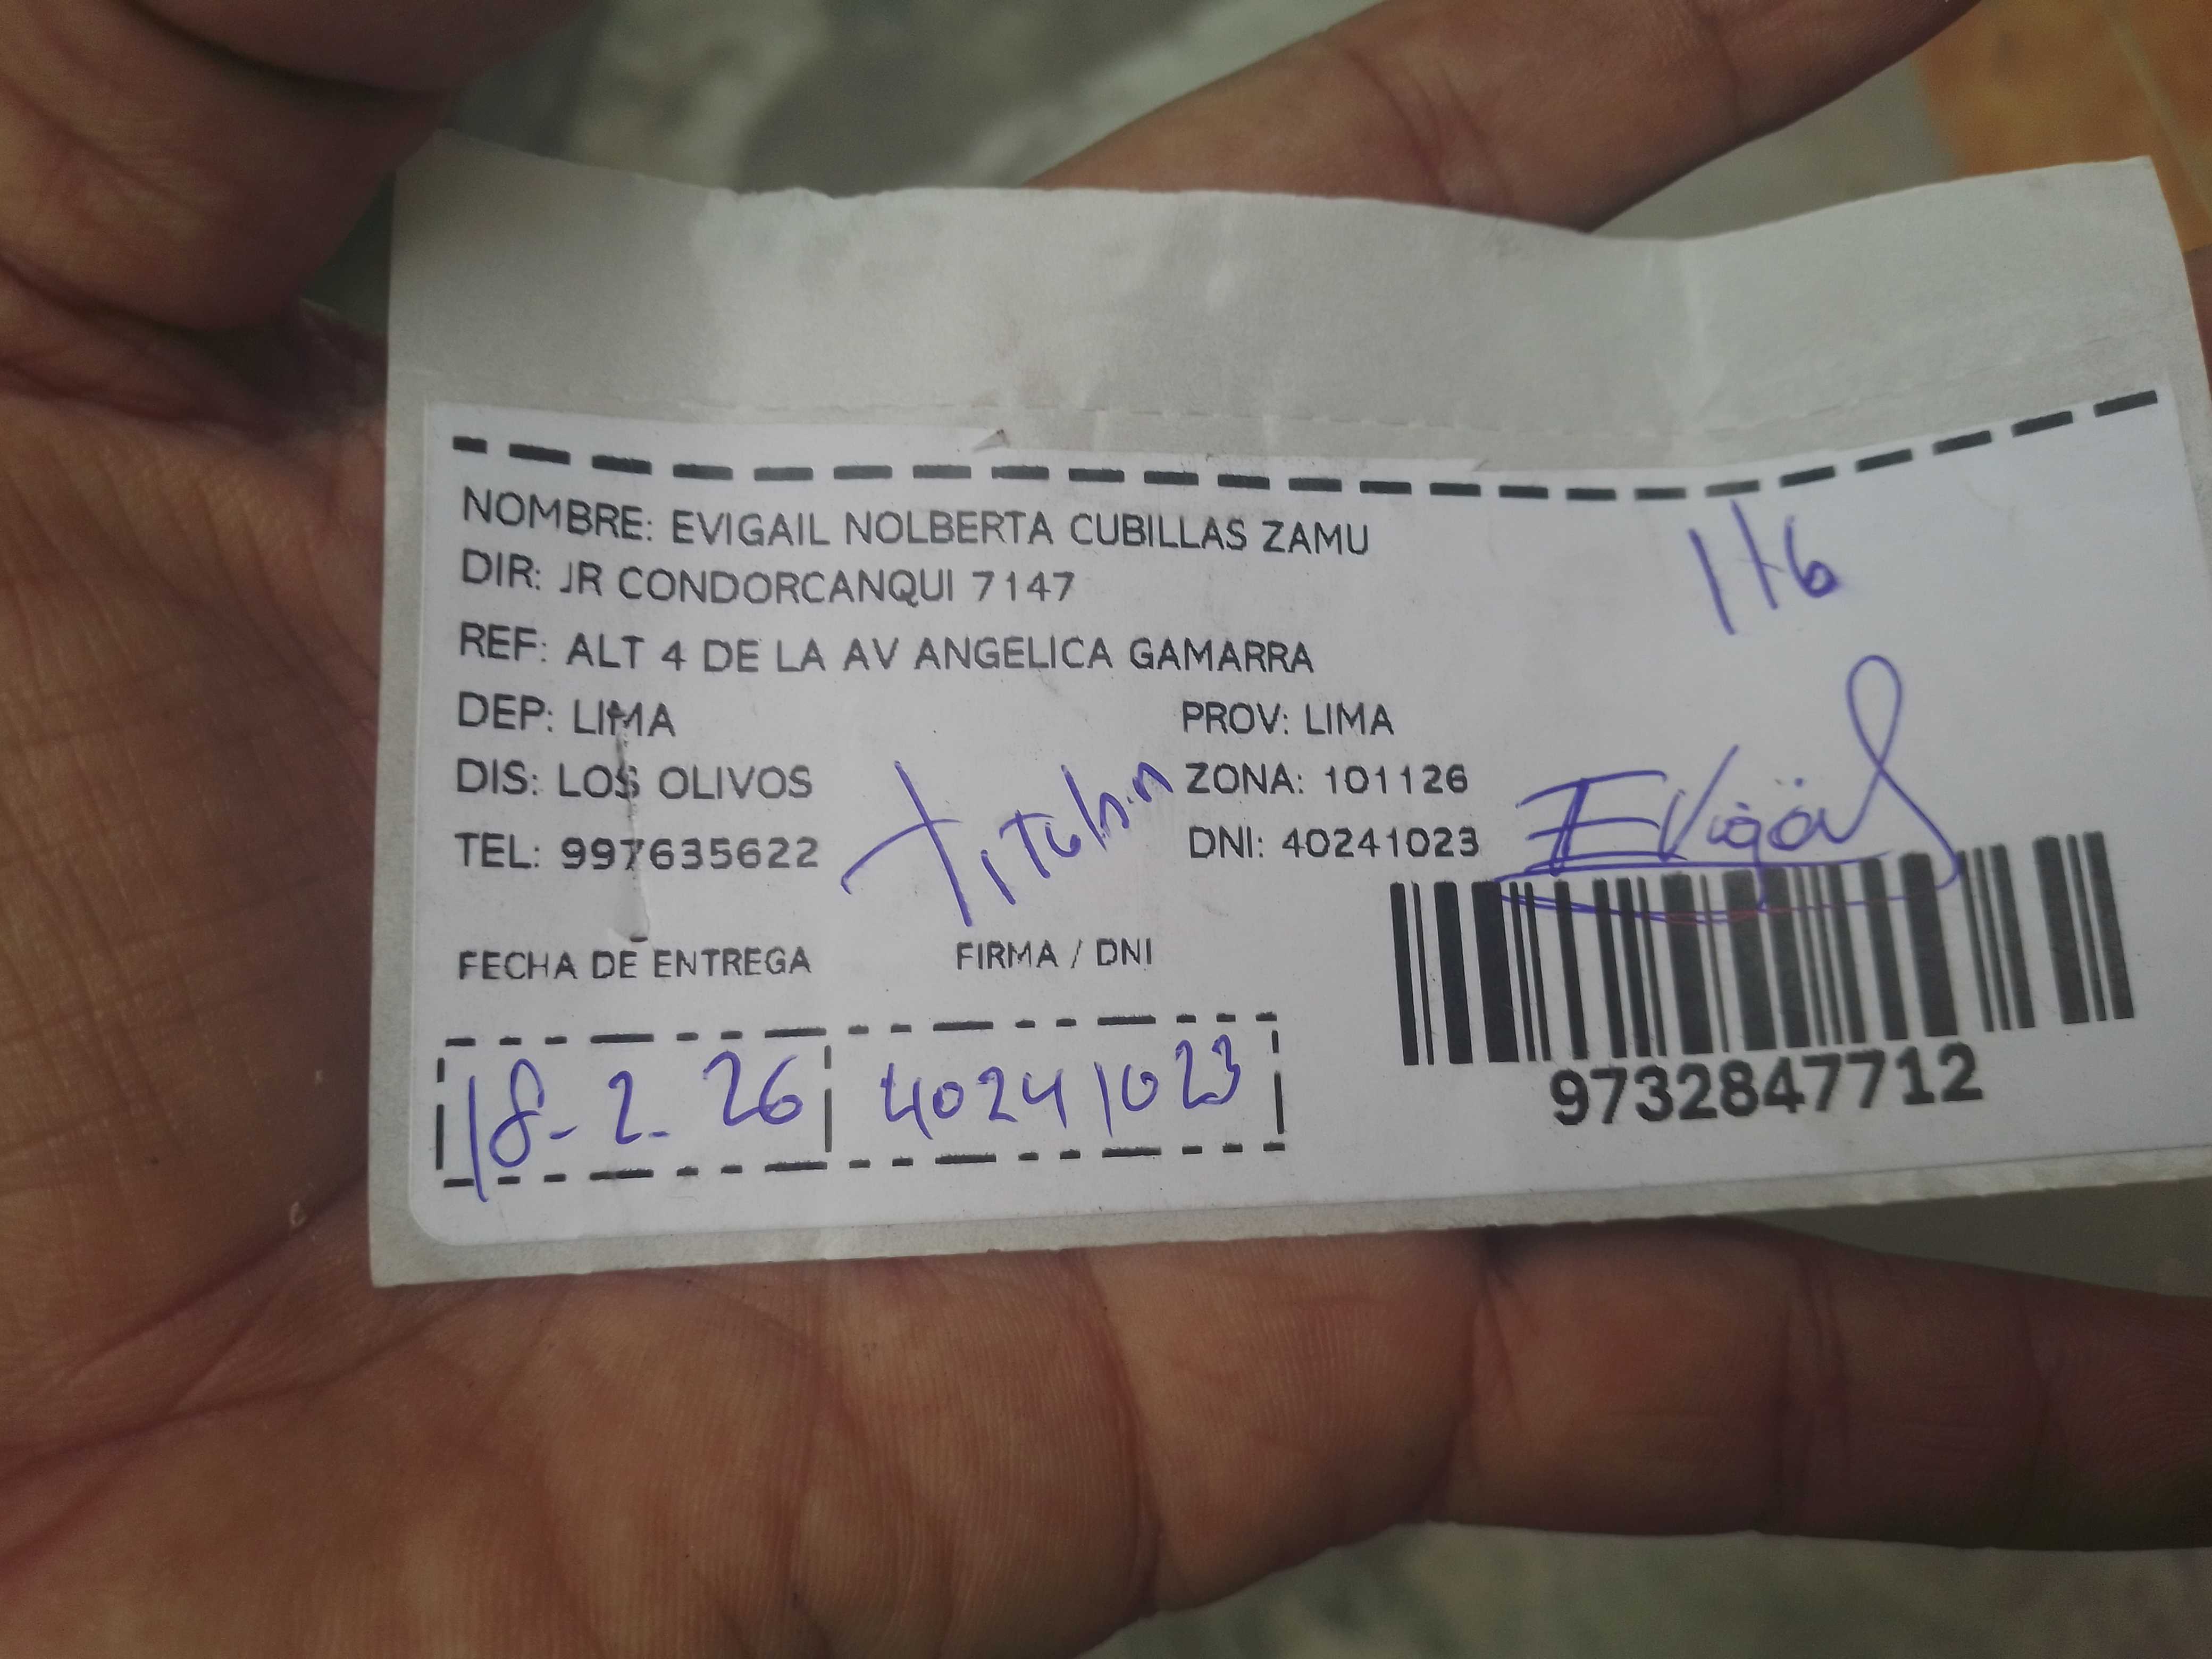 NOMBRE: EVIGAIL NOLBERTA CUBILLAS ZAMU
DIR: JR CONDORCANQUI 7147
REF: ALT 4 DE LA AV ANGELICA GAMARRA
DEP: LIMA PROV: LIMA
DIS: LOS OLIVOS ZONA: 101126
TEL: 997635622 DNI: 40241023
Titular
Evigail
FECHA DE ENTREGA FIRMA / DNI
18-2-26 40241023
9732847712